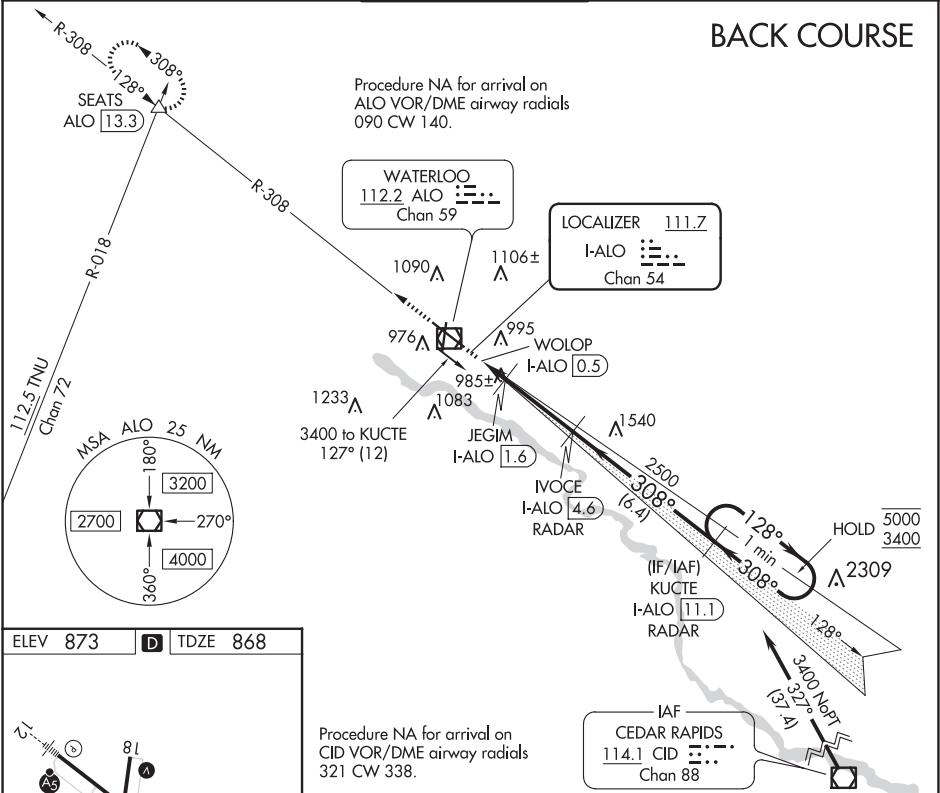 BACK COURSE
R-308
308°
128°
SEATS
ALO 13.3
Procedure NA for arrival on
ALO VOR/DME airway radials
090 CW 140.
R-308
R-018
112.5 TNU
Chan 72
WATERLOO
112.2 ALO
Chan 59
LOCALIZER 111.7
I-ALO
Chan 54
1090
1106±
976
995
WOLOP
I-ALO 0.5
985±
1233
1083
3400 to KUCTE
127° (12)
JEGIM
I-ALO 1.6
1540
IVOCE
I-ALO 4.6
RADAR
2500
308°
(6.4)
128°
1 min
308°
HOLD 5000
3400
2309
(IF/IAF)
KUCTE
I-ALO 11.1
RADAR
128°
MSA ALO 25 NM
180°
3200
2700
270°
4000
360°
3400 NoPT
327°
(37.4)
IAF
CEDAR RAPIDS
114.1 CID
Chan 88
Procedure NA for arrival on
CID VOR/DME airway radials
321 CW 338.
ELEV 873 D TDZE 868
12
P
18
V
A5